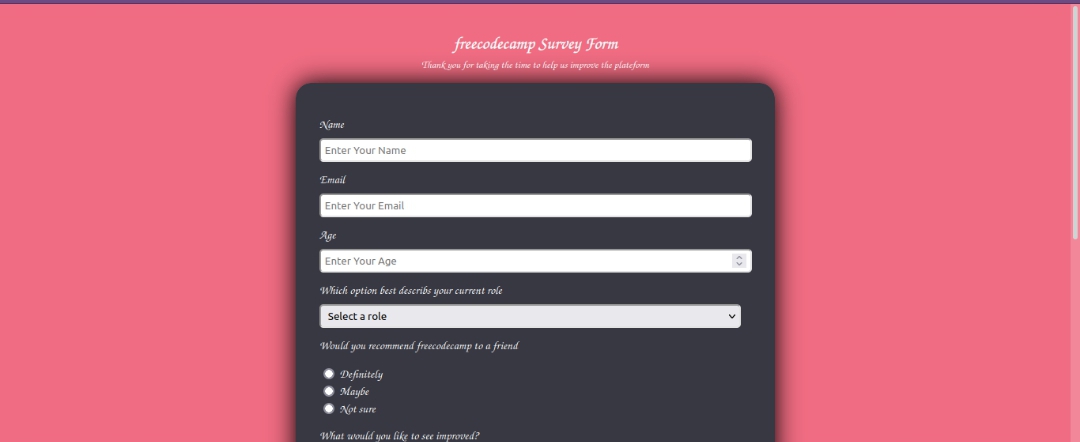 freecodecamp Survey Form
Thank you for taking the time to help us improve the plateform
Name
Enter Your Name
Email
Enter Your Email
Age
Enter Your Age
Which option best describs your current role
Select a role
Would you recommend freecodecamp to a friend
Definitely
Maybe
Not sure
What would you like to see improved?